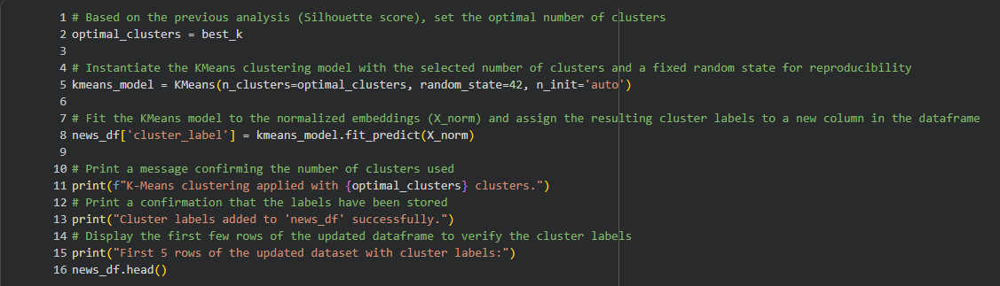 1 # Based on the previous analysis (Silhouette score), set the optimal number of clusters
2 optimal_clusters = best_k
3
4 # Instantiate the KMeans clustering model with the selected number of clusters and a fixed random state for reproducibility
5 kmeans_model = KMeans(n_clusters=optimal_clusters, random_state=42, n_init='auto')
6
7 # Fit the KMeans model to the normalized embeddings (X_norm) and assign the resulting cluster labels to a new column in the dataframe
8 news_df['cluster_label'] = kmeans_model.fit_predict(X_norm)
9
10 # Print a message confirming the number of clusters used
11 print(f"K-Means clustering applied with {optimal_clusters} clusters.")
12 # Print a confirmation that the labels have been stored
13 print("Cluster labels added to 'news_df' successfully.")
14 # Display the first few rows of the updated dataframe to verify the cluster labels
15 print("First 5 rows of the updated dataset with cluster labels:")
16 news_df.head()